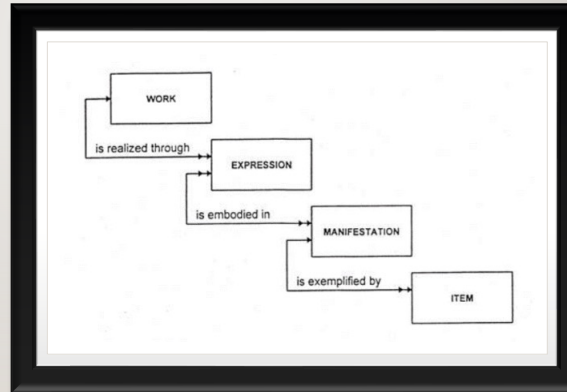 WORK
is realized through
EXPRESSION
is embodied in
MANIFESTATION
is exemplified by
ITEM